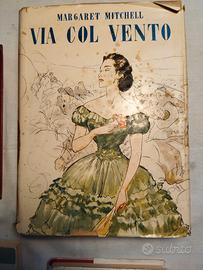 MARGARET MITCHELL
VIA COL VENTO
subito